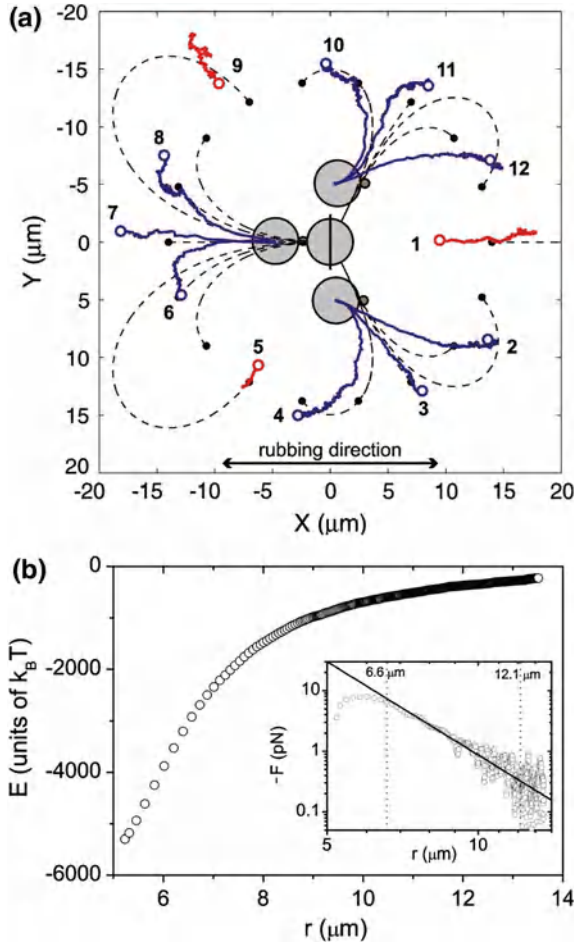 (a)
-20
-15
-10
-5
0
5
10
15
20
Y (μm)
9
10
11
8
12
7
1
6
5
2
4
3
rubbing direction
-20 -15 -10 -5 0 5 10 15 20
X (μm)
(b)
0
-2000
-4000
-6000
E (units of kBT)
6 8 10 12 14
r (μm)
6.6 μm
12.1 μm
10
1
0,1
-F (pN)
5 10
r (μm)